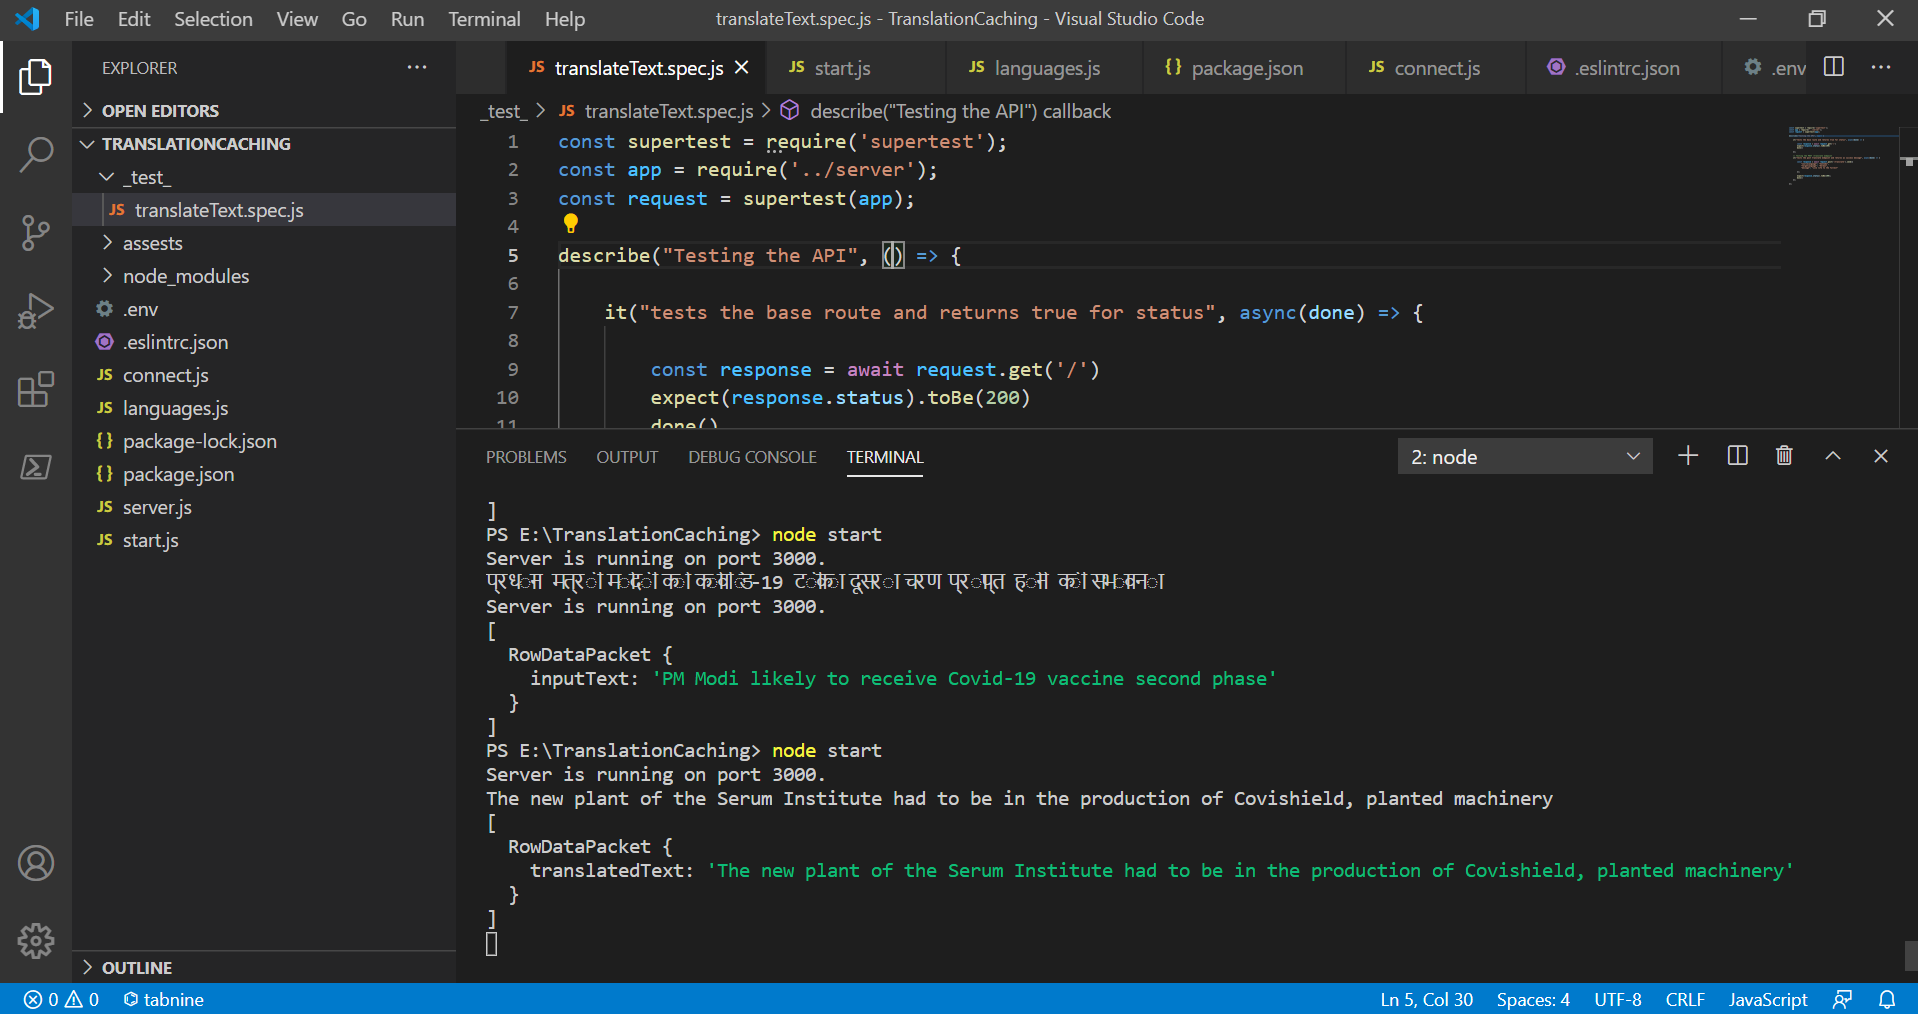 File Edit Selection View Go Run Terminal Help
translateText.spec.js - TranslationCaching - Visual Studio Code
EXPLORER
OPEN EDITORS
TRANSLATIONCACHING
_test_
JS translateText.spec.js
assests
node_modules
.env
.eslintrc.json
JS connect.js
JS languages.js
{} package-lock.json
{} package.json
JS server.js
JS start.js
OUTLINE
JS translateText.spec.js
JS start.js
JS languages.js
{} package.json
JS connect.js
.eslintrc.json
.env
_test_ > JS translateText.spec.js > describe("Testing the API") callback
1 const supertest = require('supertest');
2 const app = require('../server');
3 const request = supertest(app);
4
5 describe("Testing the API", () => {
6
7 it("tests the base route and returns true for status", async(done) => {
8
9 const response = await request.get('/')
10 expect(response.status).toBe(200)
11 done()
PROBLEMS OUTPUT DEBUG CONSOLE TERMINAL
2: node
]
PS E:\TranslationCaching> node start
Server is running on port 3000.
प्रधान मंत्री मोदी को कोविड-19 टीका दूसरा चरण प्राप्त होने की संभावना
Server is running on port 3000.
[
RowDataPacket {
inputText: 'PM Modi likely to receive Covid-19 vaccine second phase'
}
]
PS E:\TranslationCaching> node start
Server is running on port 3000.
The new plant of the Serum Institute had to be in the production of Covishield, planted machinery
[
RowDataPacket {
translatedText: 'The new plant of the Serum Institute had to be in the production of Covishield, planted machinery'
}
]
0 0 tabnine
Ln 5, Col 30 Spaces: 4 UTF-8 CRLF JavaScript